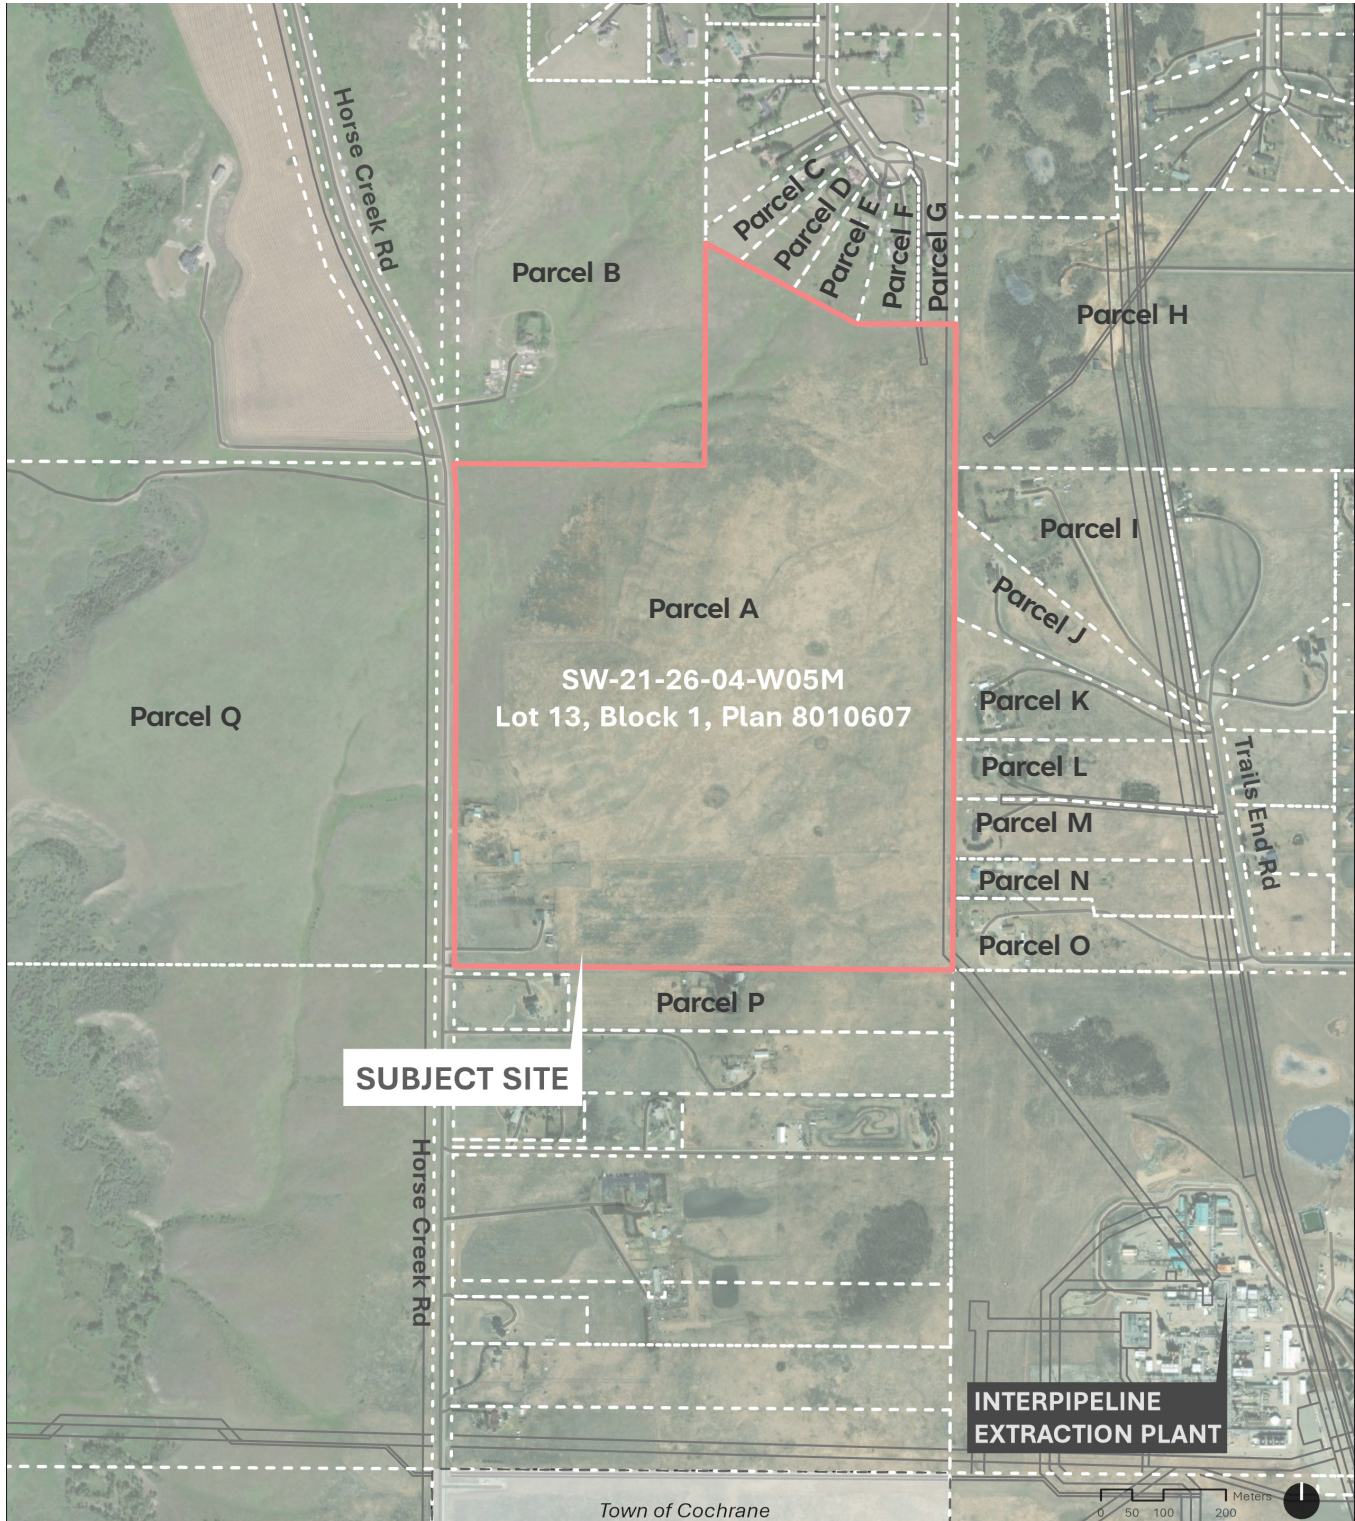 Horse Creek Rd
Parcel B
Parcel C
Parcel D
Parcel E
Parcel F
Parcel G
Parcel H
Parcel I
Parcel J
Parcel A
SW-21-26-04-W05M
Lot 13, Block 1, Plan 8010607
Parcel Q
Parcel K
Parcel L
Trails End Rd
Parcel M
Parcel N
Parcel O
Parcel P
SUBJECT SITE
Horse Creek Rd
INTERPIPELINE
EXTRACTION PLANT
Town of Cochrane
Meters
0 50 100 200